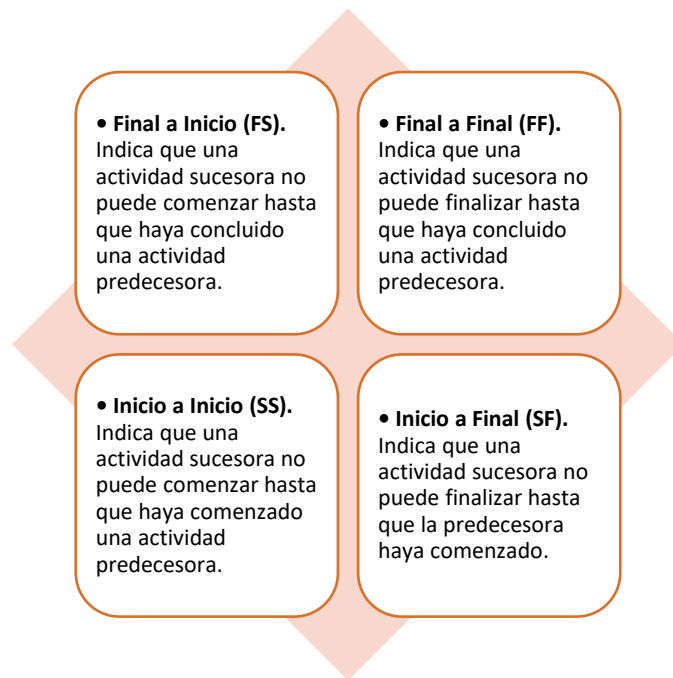 • Final a Inicio (FS).
Indica que una
actividad sucesora no
puede comenzar hasta
que haya concluido
una actividad
predecesora.
• Final a Final (FF).
Indica que una
actividad sucesora no
puede finalizar hasta
que haya concluido
una actividad
predecesora.
• Inicio a Inicio (SS).
Indica que una
actividad sucesora no
puede comenzar hasta
que haya comenzado
una actividad
predecesora.
• Inicio a Final (SF).
Indica que una
actividad sucesora no
puede finalizar hasta
que la predecesora
haya comenzado.